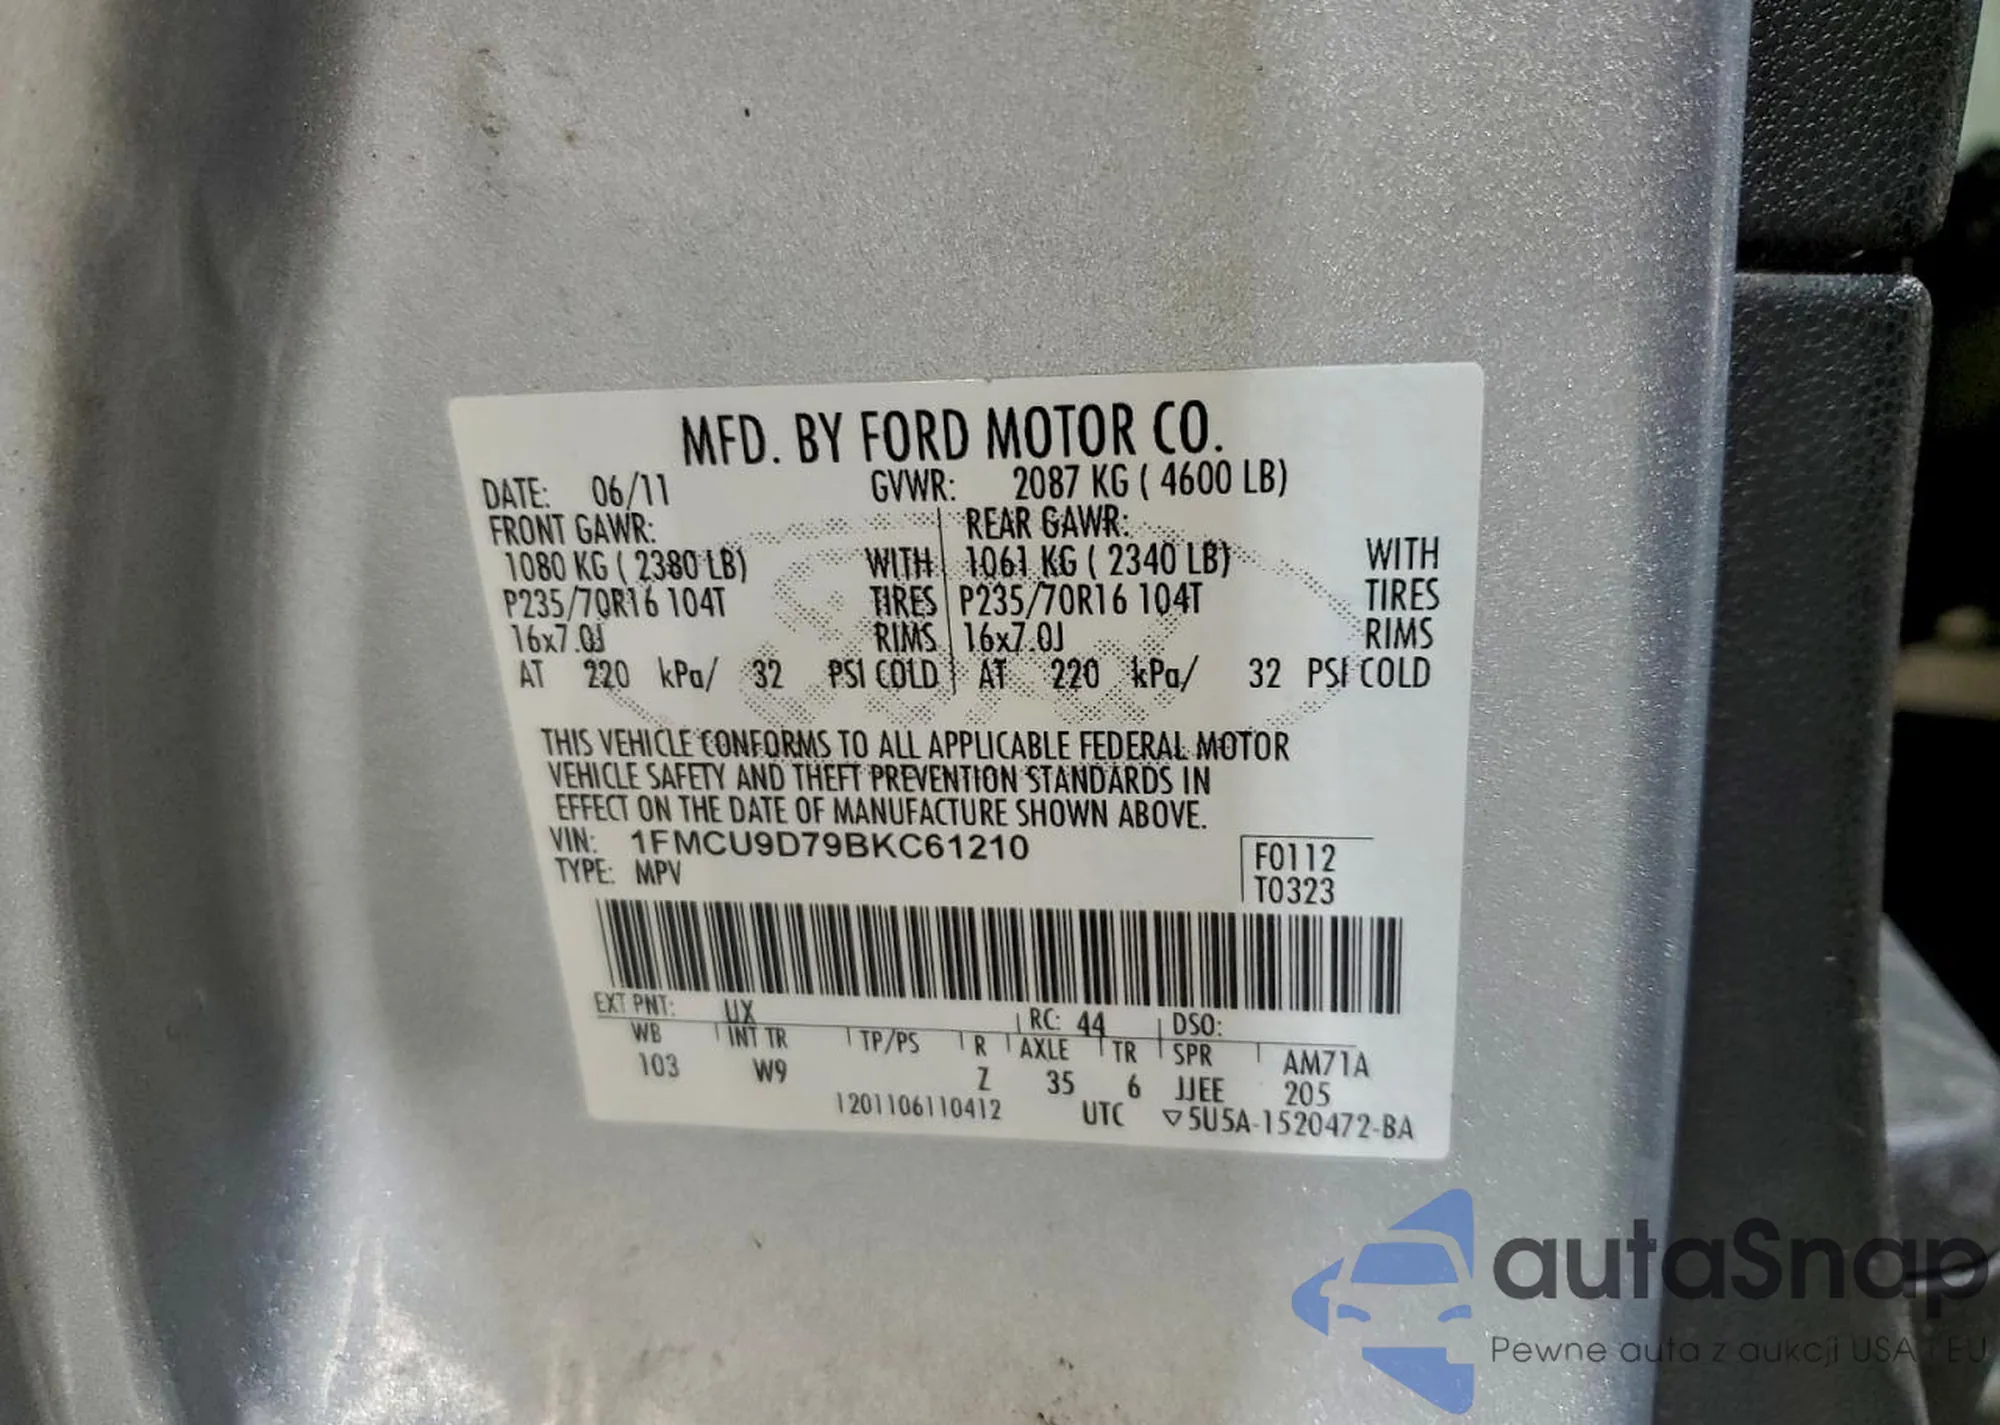 MFD. BY FORD MOTOR CO.
DATE: 06/11 GVWR: 2087 KG ( 4600 LB)
FRONT GAWR: REAR GAWR:
1080 KG ( 2380 LB) WITH 1061 KG ( 2340 LB) WITH
P235/70R16 104T TIRES P235/70R16 104T TIRES
16x7.0J RIMS 16x7.0J RIMS
AT 220 kPa/ 32 PSI COLD AT 220 kPa/ 32 PSI COLD
THIS VEHICLE CONFORMS TO ALL APPLICABLE FEDERAL MOTOR
VEHICLE SAFETY AND THEFT PREVENTION STANDARDS IN
EFFECT ON THE DATE OF MANUFACTURE SHOWN ABOVE.
VIN: 1FMCU9D79BKC61210 F0112
TYPE: MPV T0323
EXT PNT: UX RC: 44 DSO:
WB INT TR TP/PS R AXLE TR SPR AM71A
103 W9 Z 35 6 JJEE 205
1201106110412 UTC ▽5U5A-1520472-BA
autaSnap
Pewne auta z aukcji USA i EU